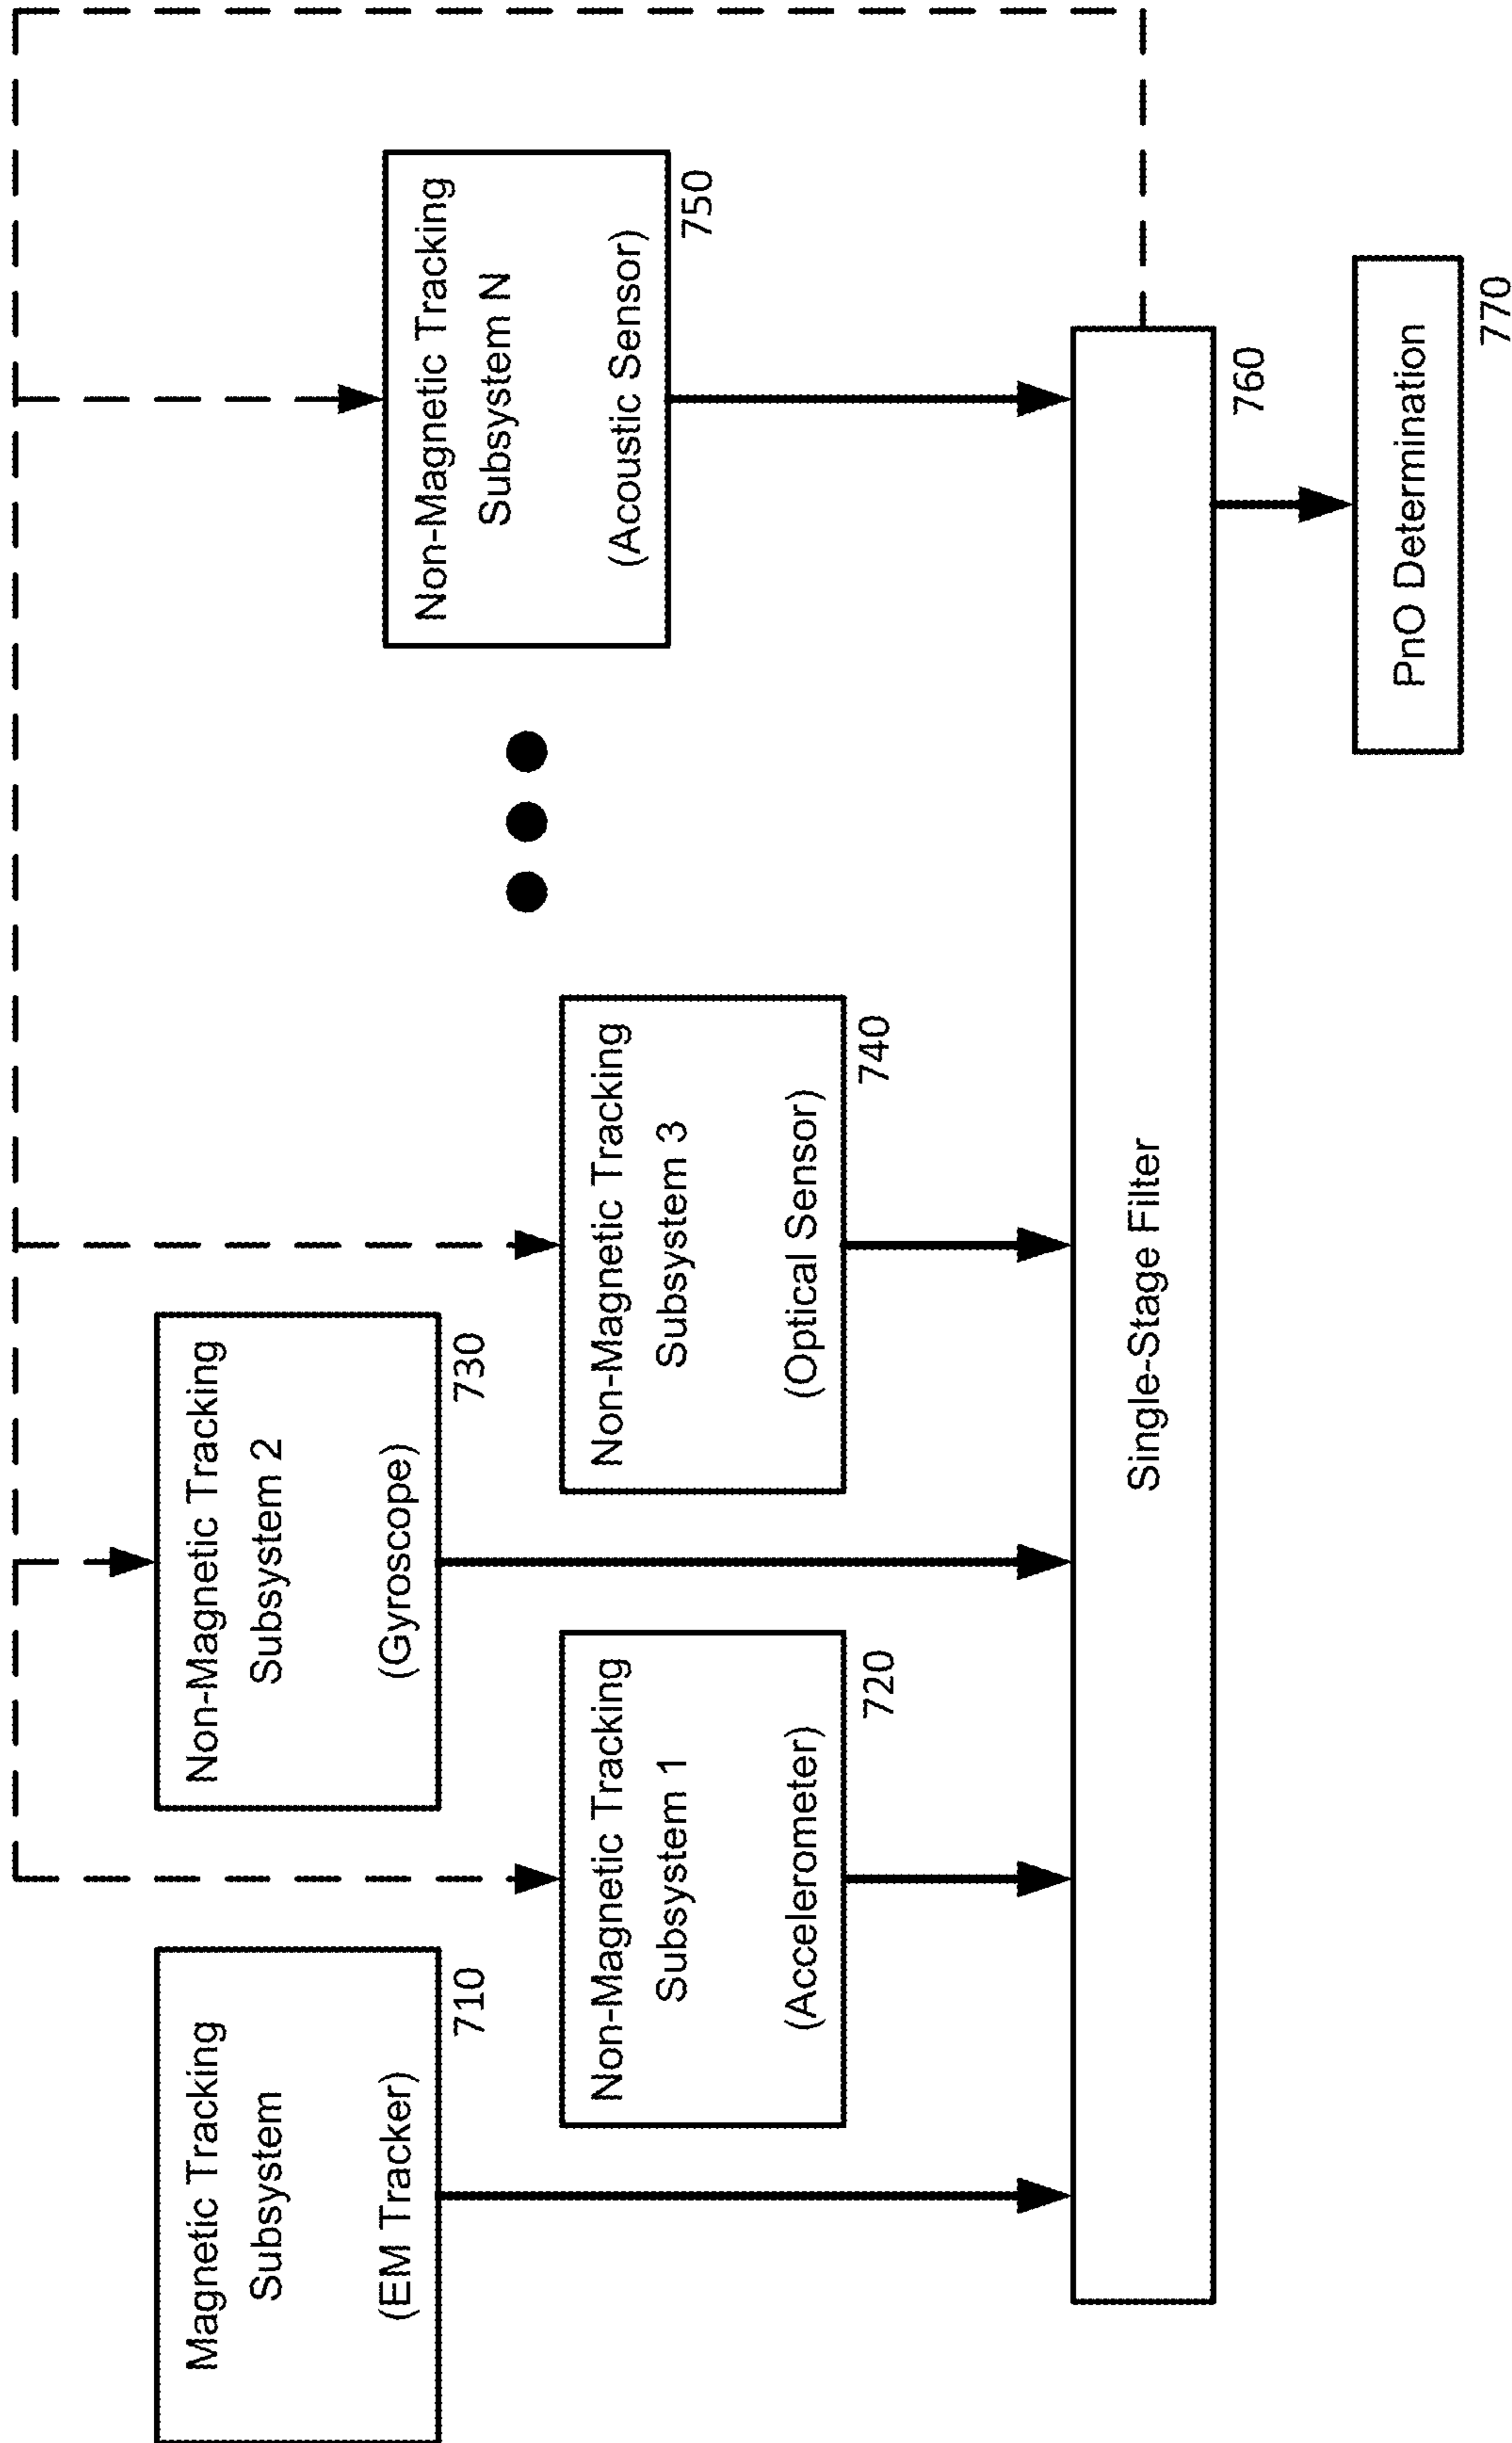 Magnetic Tracking
Subsystem
(EM Tracker)
710
Non-Magnetic Tracking
Subsystem 1
(Accelerometer)
720
Non-Magnetic Tracking
Subsystem 2
(Gyroscope)
730
Non-Magnetic Tracking
Subsystem 3
(Optical Sensor)
740
Non-Magnetic Tracking
Subsystem N
(Acoustic Sensor)
750
Single-Stage Filter
760
PnO Determination
770